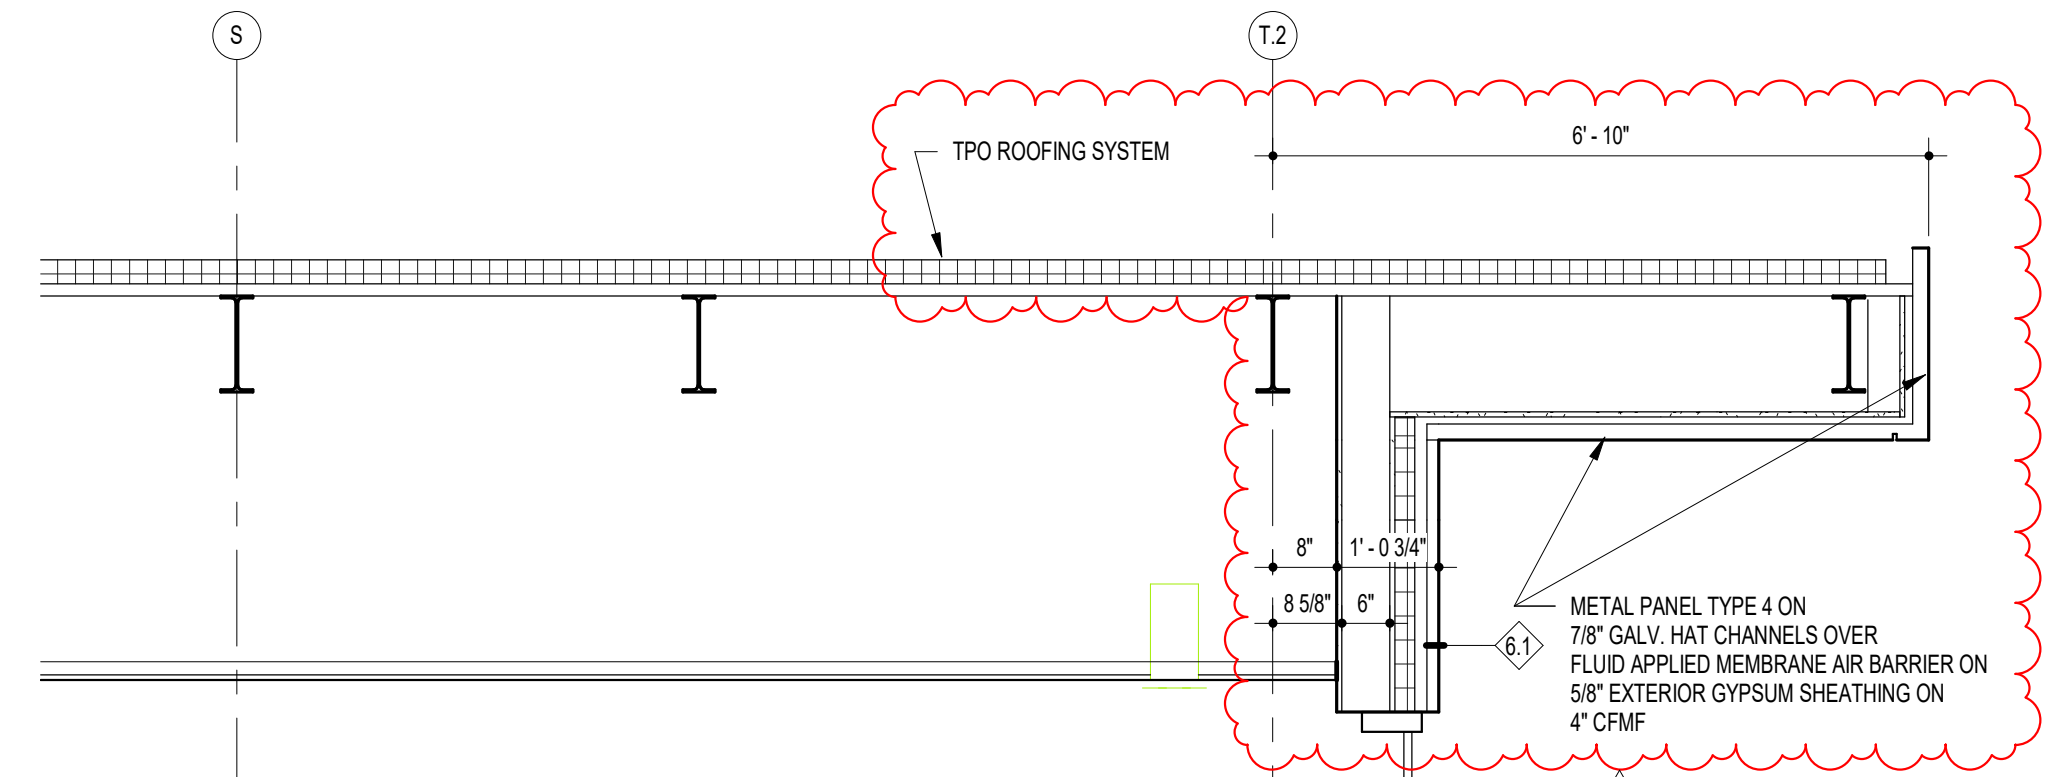 S
T.2
6' - 10"
TPO ROOFING SYSTEM
8"
1' - 0 3/4"
8 5/8"
6"
6.1
METAL PANEL TYPE 4 ON
7/8" GALV. HAT CHANNELS OVER
FLUID APPLIED MEMBRANE AIR BARRIER ON
5/8" EXTERIOR GYPSUM SHEATHING ON
4" CFMF